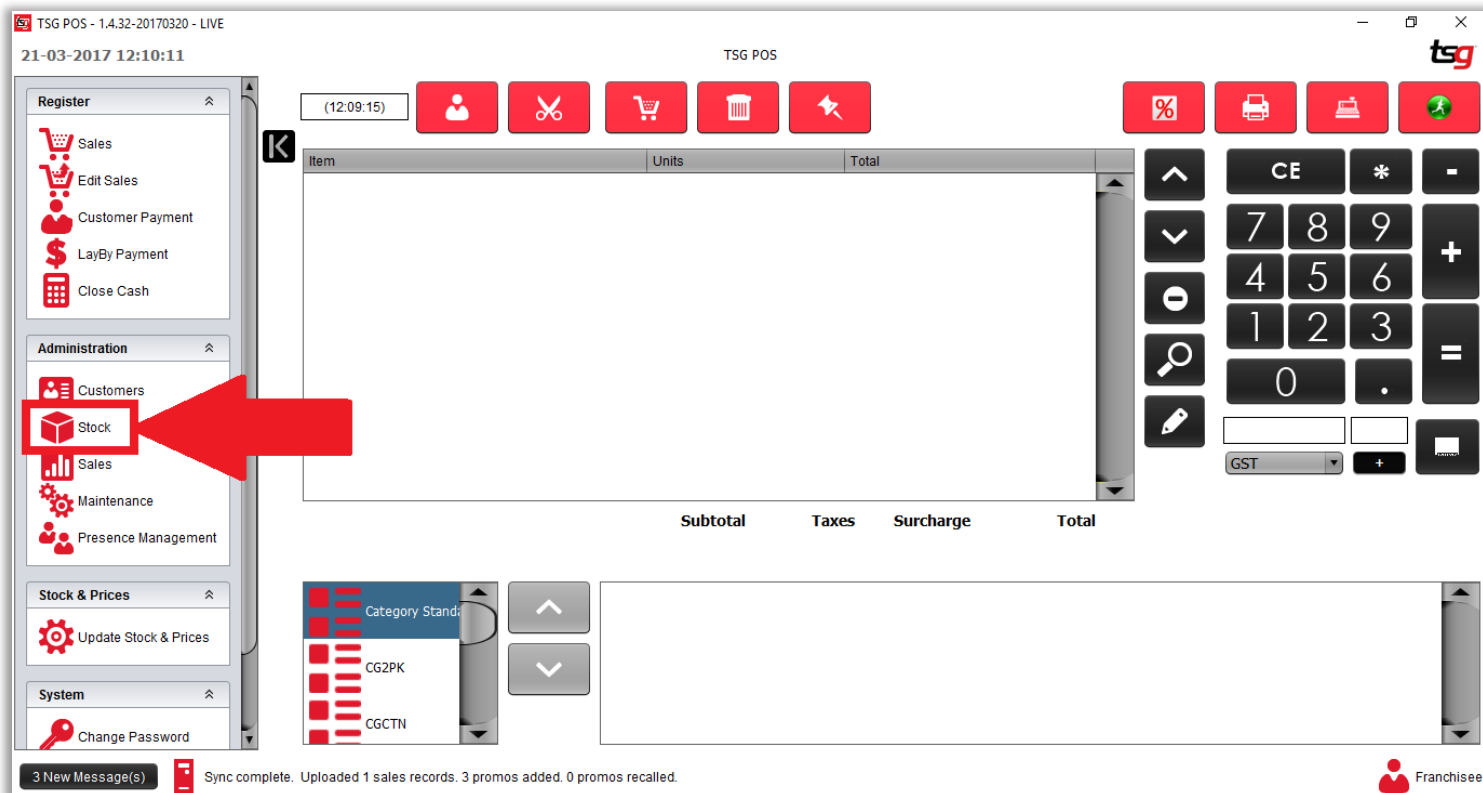 TSG POS - 1.4.32-20170320 - LIVE
21-03-2017 12:10:11
TSG POS
tsg
Register
Sales
Edit Sales
Customer Payment
LayBy Payment
Close Cash
Administration
Customers
Stock
Sales
Maintenance
Presence Management
Stock & Prices
Update Stock & Prices
System
Change Password
(12:09:15)
%
Item Units Total
CE * -
7 8 9 +
4 5 6
1 2 3 =
0 .
GST +
Subtotal Taxes Surcharge Total
Category Standa
CG2PK
CGCTN
3 New Message(s)
Sync complete. Uploaded 1 sales records. 3 promos added. 0 promos recalled.
Franchisee